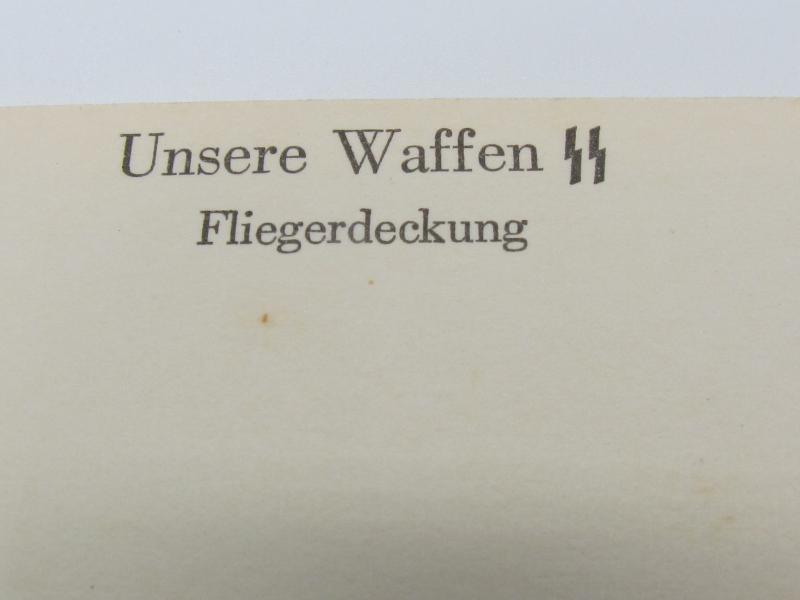 Unsere Waffen ᛋᛋ
Fliegerdeckung